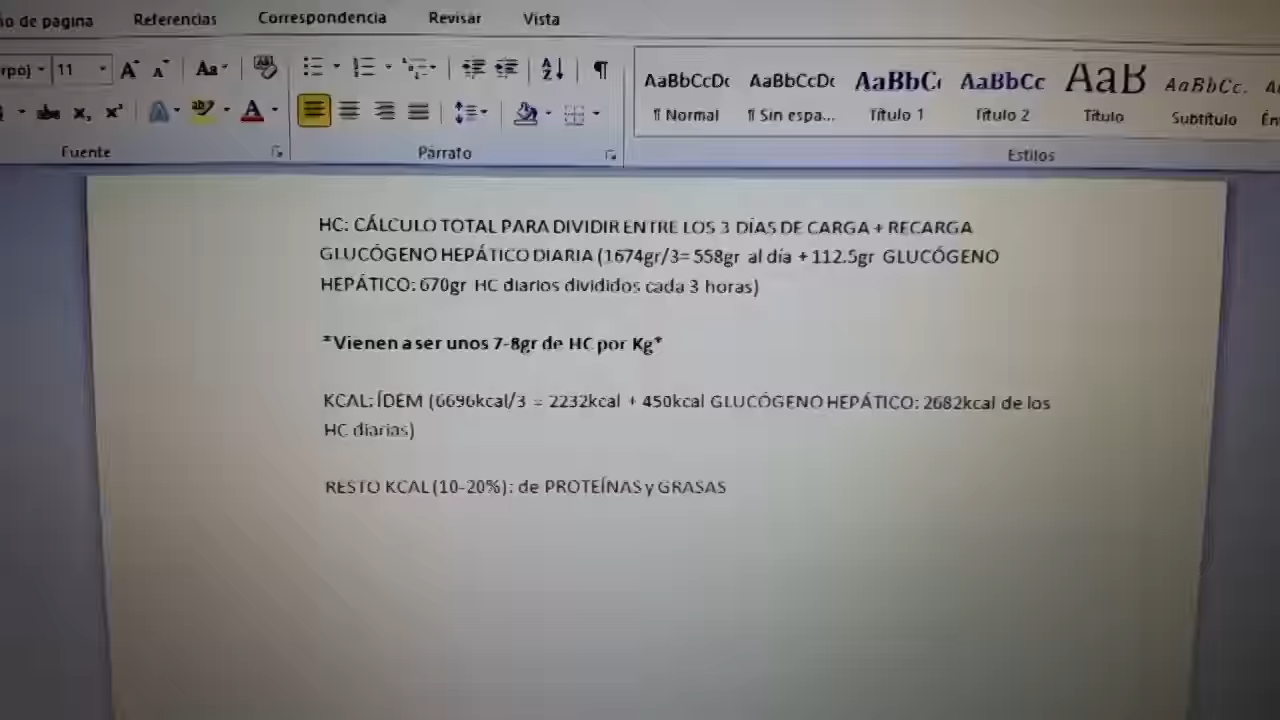 de pagina Referencias Correspondencia Revisar Vista
11 Aa
Fuente Párrafo Estilos
AaBbCcDc AaBbCcDc AaBbC AaBbCc AaB AaBbCc.
¶ Normal ¶ Sin espa... Título 1 Título 2 Título Subtítulo
HC: CÁLCULO TOTAL PARA DIVIDIR ENTRE LOS 3 DÍAS DE CARGA + RECARGA
GLUCÓGENO HEPÁTICO DIARIA (1674gr/3= 558gr al día + 112.5gr GLUCÓGENO
HEPÁTICO: 670gr HC diarios divididos cada 3 horas)
*Vienen a ser unos 7-8gr de HC por Kg*
KCAL: ÍDEM (6696kcal/3 = 2232kcal + 450kcal GLUCÓGENO HEPÁTICO: 2682kcal de los
HC diarias)
RESTO KCAL (10-20%): de PROTEÍNAS y GRASAS